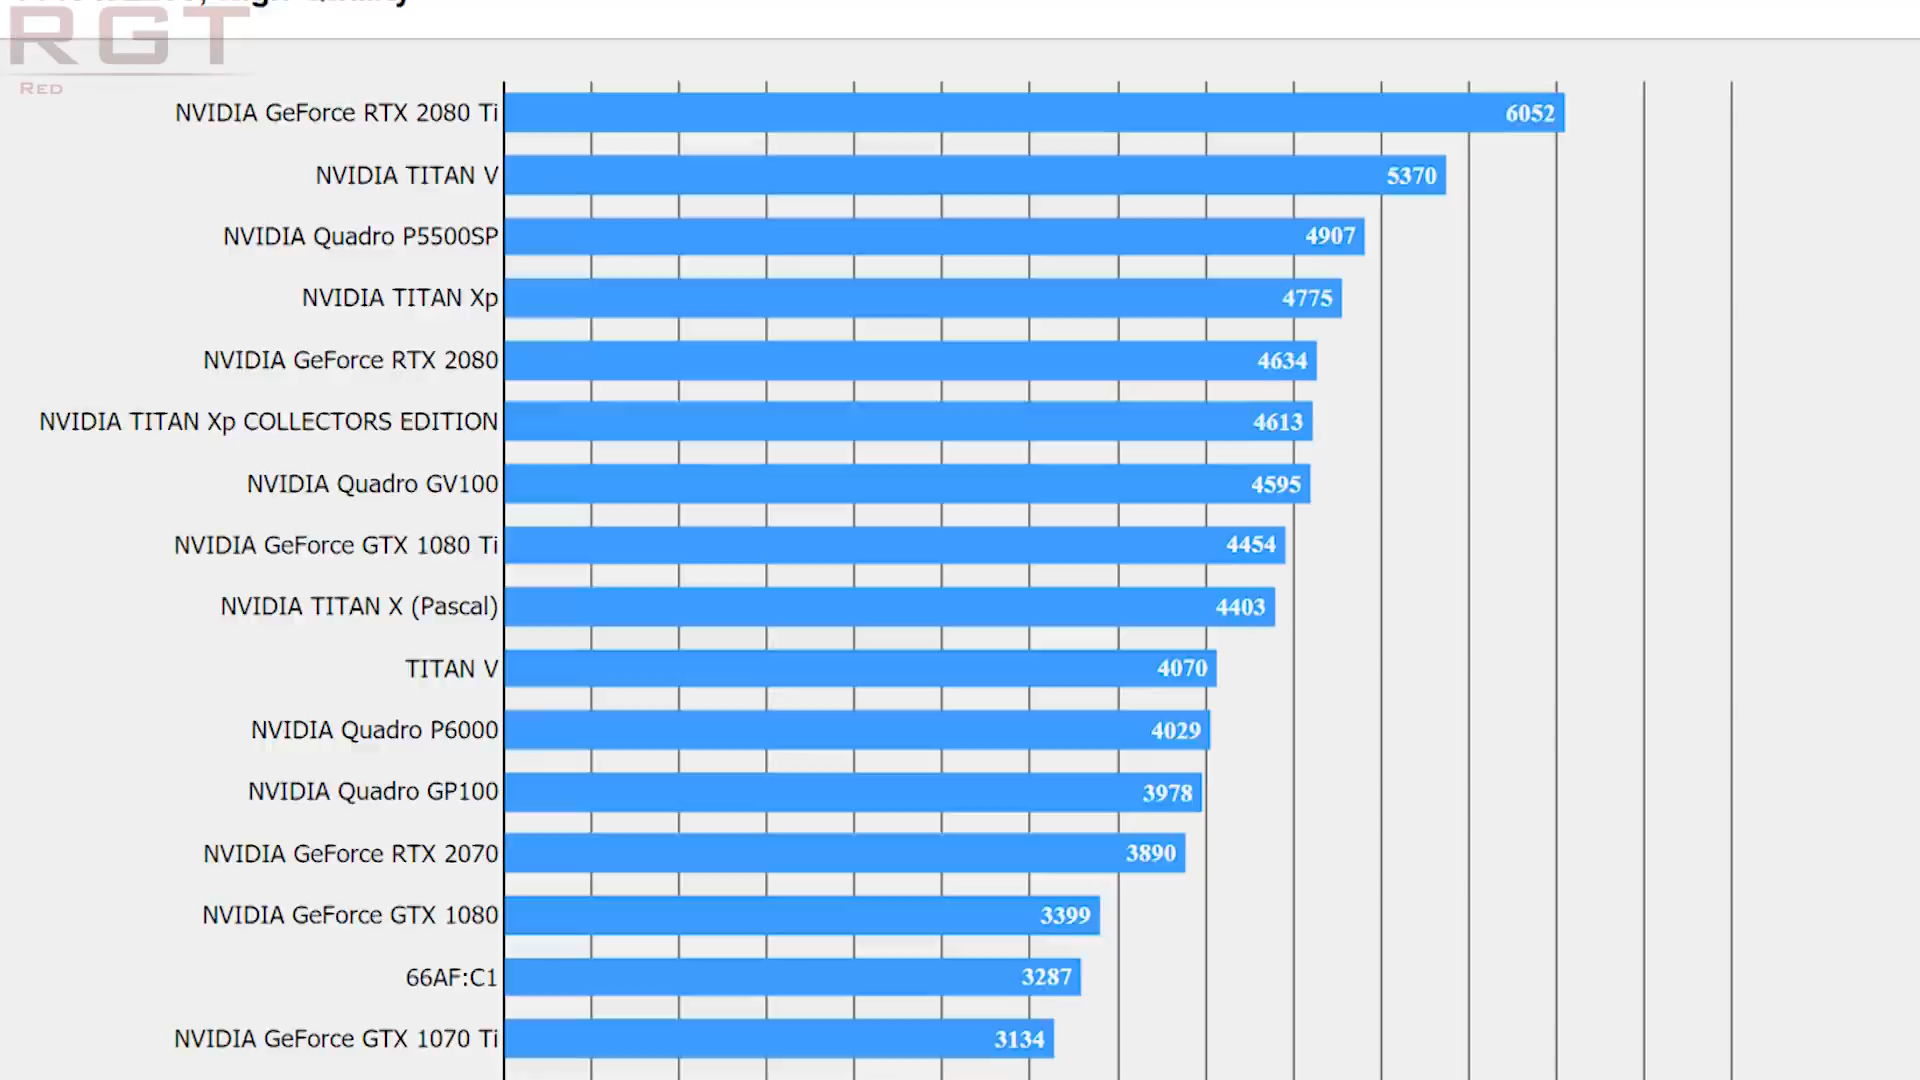 RGT
RED
NVIDIA GeForce RTX 2080 Ti 6052
NVIDIA TITAN V 5370
NVIDIA Quadro P5500SP 4907
NVIDIA TITAN Xp 4775
NVIDIA GeForce RTX 2080 4634
NVIDIA TITAN Xp COLLECTORS EDITION 4613
NVIDIA Quadro GV100 4595
NVIDIA GeForce GTX 1080 Ti 4454
NVIDIA TITAN X (Pascal) 4403
TITAN V 4070
NVIDIA Quadro P6000 4029
NVIDIA Quadro GP100 3978
NVIDIA GeForce RTX 2070 3890
NVIDIA GeForce GTX 1080 3399
66AF:C1 3287
NVIDIA GeForce GTX 1070 Ti 3134